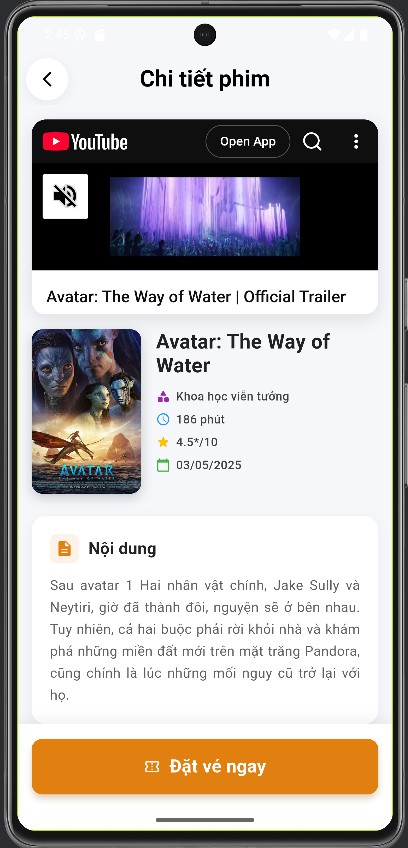 2:45
Chi tiết phim
YouTube
Open App
Avatar: The Way of Water | Official Trailer
Avatar: The Way of
Water
Khoa học viễn tưởng
186 phút
4.5*/10
03/05/2025
AVATAR
THE WAY OF WATER
Nội dung
Sau avatar 1 Hai nhân vật chính, Jake Sully và
Neytiri, giờ đã thành đôi, nguyện sẽ ở bên nhau.
Tuy nhiên, cả hai buộc phải rời khỏi nhà và khám
phá những miền đất mới trên mặt trăng Pandora,
cũng chính là lúc những mối nguy cũ trở lại với
họ.
Đặt vé ngay